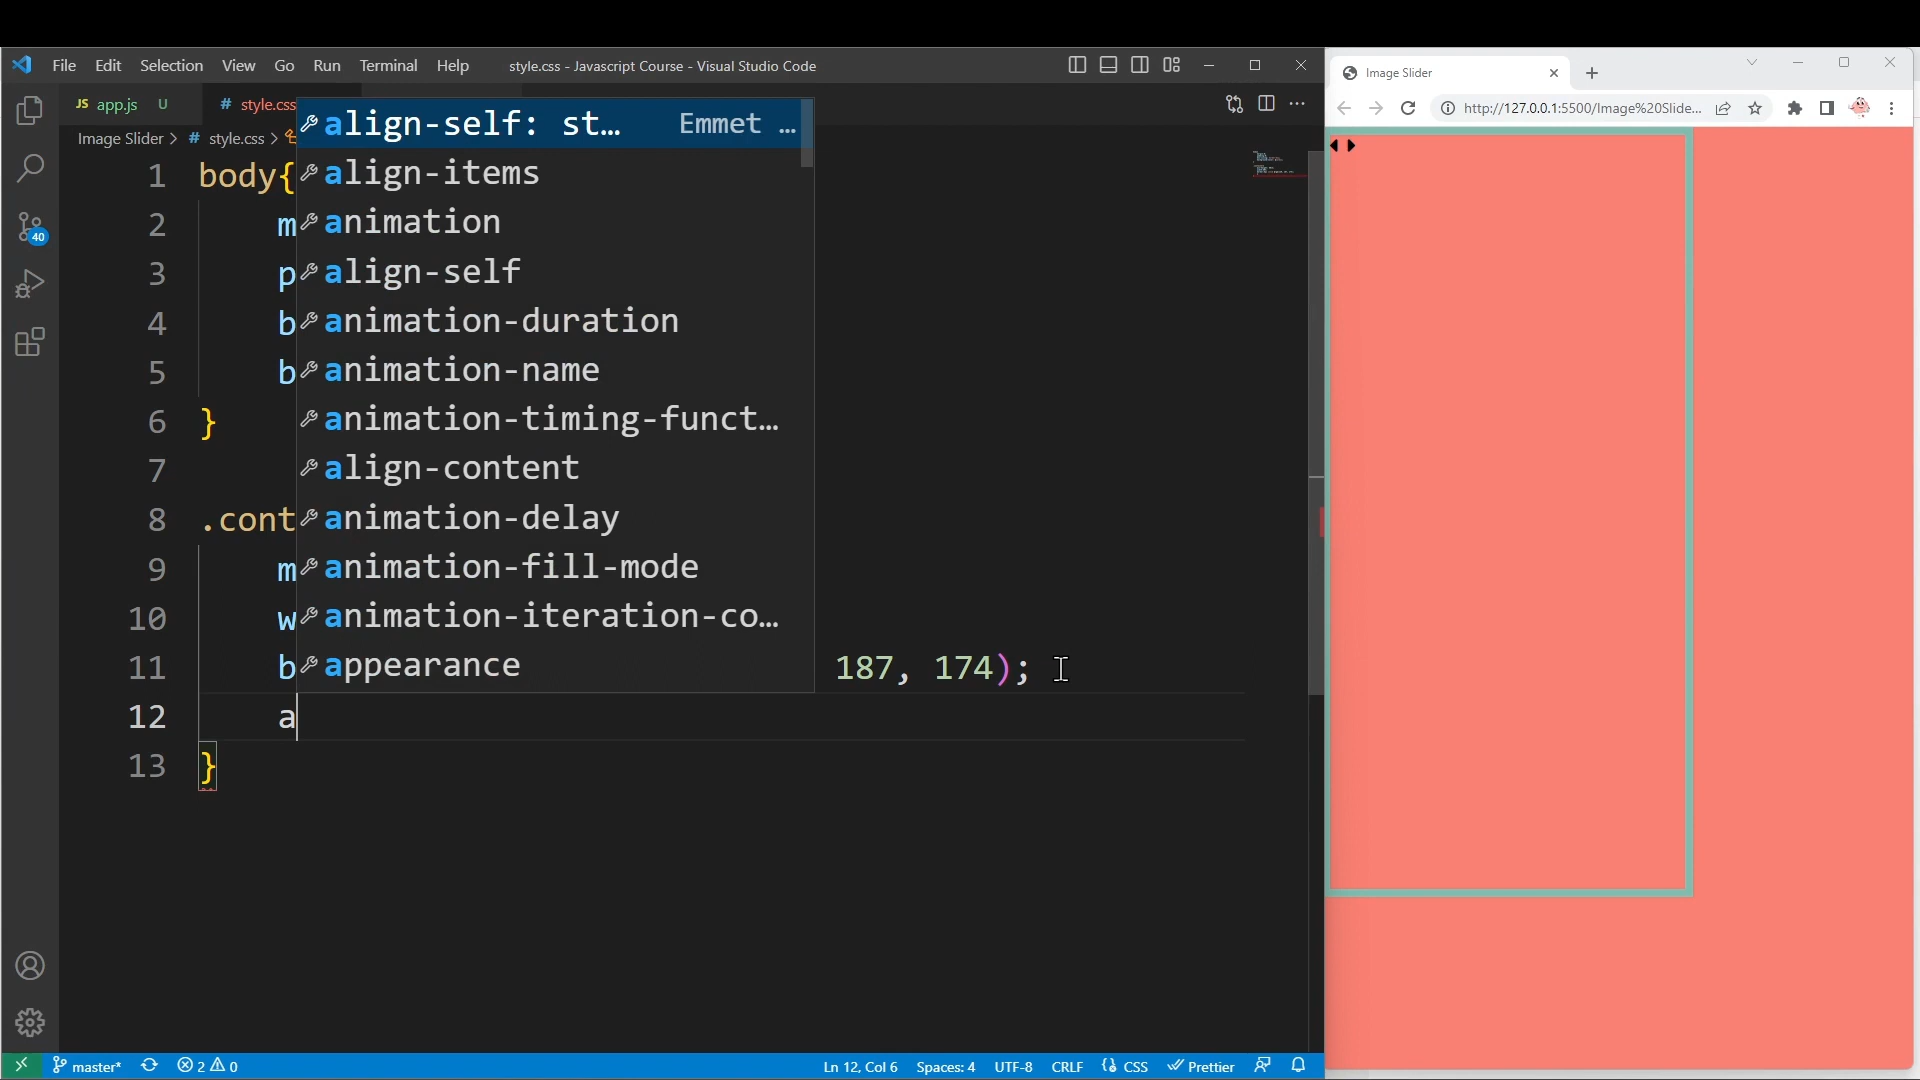 File Edit Selection View Go Run Terminal Help style.css - Javascript Course - Visual Studio Code
JS app.js U # style.css
Image Slider > # style.css >
align-self: st… Emmet …
align-items
animation
align-self
animation-duration
animation-name
animation-timing-funct…
align-content
animation-delay
animation-fill-mode
animation-iteration-co…
appearance
1 body{
2 m
3 p
4 b
5 b
6 }
7
8 .cont
9 m
10 w
11 b 187, 174);
12 a
13 }
40
master* 2 0 Ln 12, Col 6 Spaces: 4 UTF-8 CRLF CSS Prettier
Image Slider
http://127.0.0.1:5500/Image%20Slide...